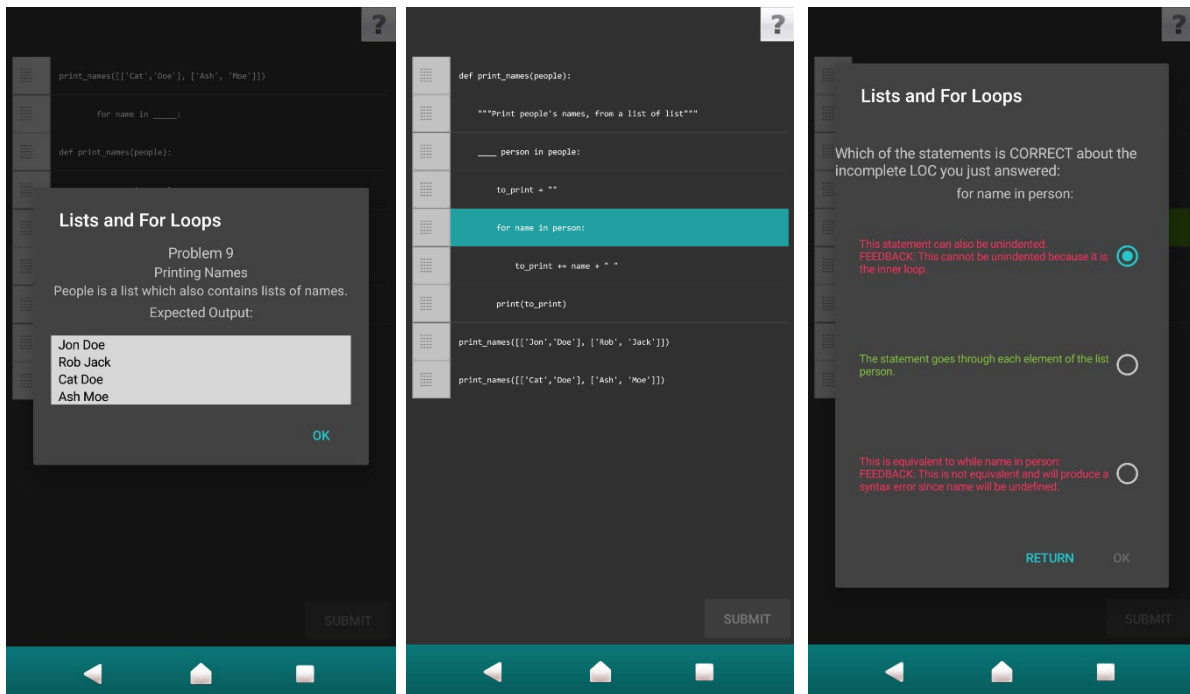 ?
print_names([['Cat','Doe'], ['Ash', 'Moe']])
for name in _____:
def print_names(people):
Lists and For Loops
Problem 9
Printing Names
People is a list which also contains lists of names.
Expected Output:
Jon Doe
Rob Jack
Cat Doe
Ash Moe
OK
SUBMIT
?
def print_names(people):
"""Print people's names, from a list of list"""
____ person in people:
to_print = ""
for name in person:
to_print += name + " "
print(to_print)
print_names([['Jon','Doe'], ['Rob', 'Jack']])
print_names([['Cat','Doe'], ['Ash', 'Moe']])
SUBMIT
?
Lists and For Loops
Which of the statements is CORRECT about the
incomplete LOC you just answered:
for name in person:
This statement can also be unindented.
FEEDBACK: This cannot be unindented because it is
the inner loop.
The statement goes through each element of the list
person.
This is equivalent to while name in person:
FEEDBACK: This is not equivalent and will produce a
syntax error since name will be undefined.
RETURN
OK
SUBMIT